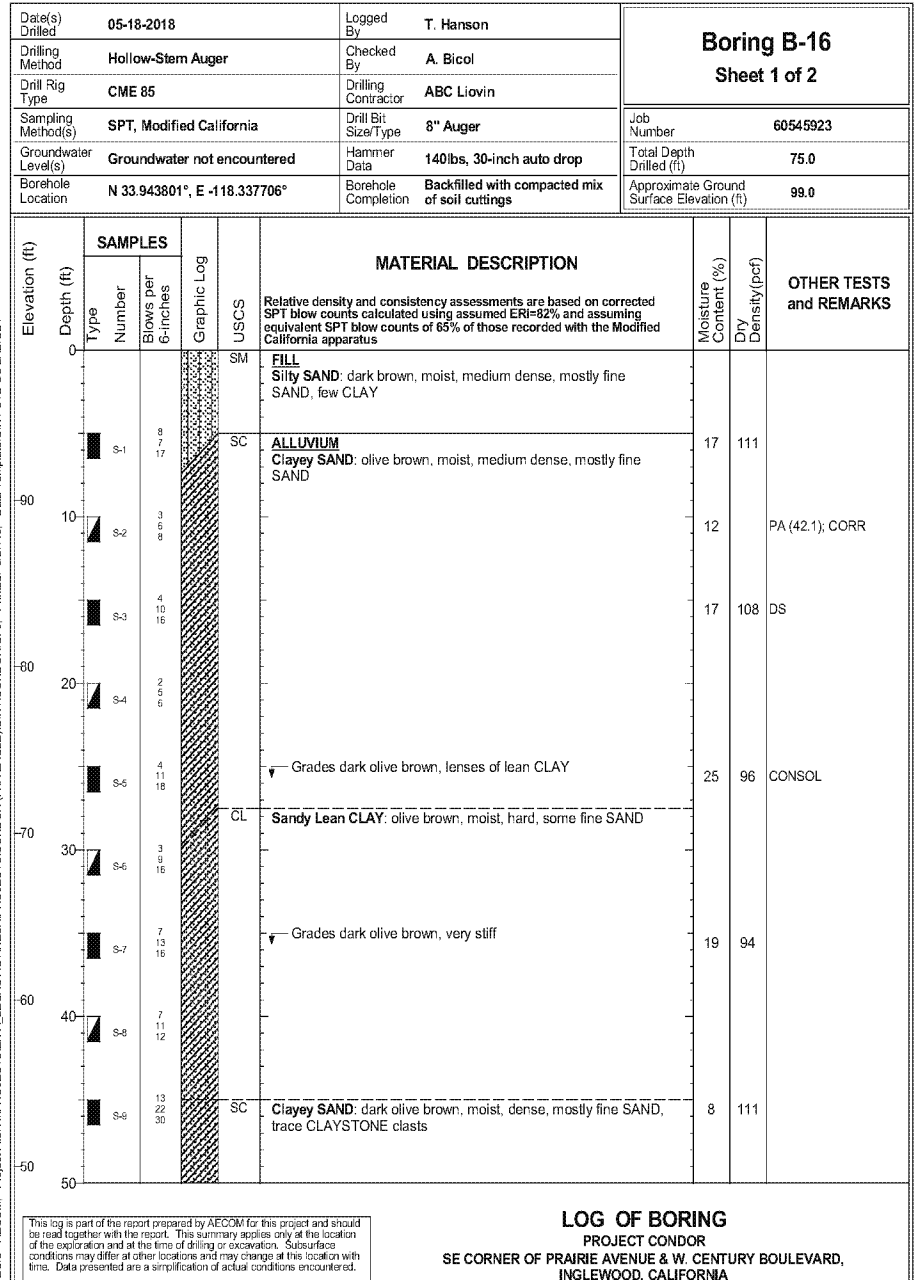 Date(s) Drilled 05-18-2018
Logged By T. Hanson
Drilling Method Hollow-Stem Auger
Checked By A. Bicol
Drill Rig Type CME 85
Drilling Contractor ABC Liovin
Boring B-16
Sheet 1 of 2
Sampling Method(s) SPT, Modified California
Drill Bit Size/Type 8" Auger
Job Number 60545923
Groundwater Level(s) Groundwater not encountered
Hammer Data 140lbs, 30-inch auto drop
Total Depth Drilled (ft) 75.0
Borehole Location N 33.943801°, E -118.337706°
Borehole Completion Backfilled with compacted mix of soil cuttings
Approximate Ground Surface Elevation (ft) 99.0
Elevation (ft)
Depth (ft)
SAMPLES
Type
Number
Blows per 6-inches
Graphic Log
USCS
MATERIAL DESCRIPTION
Relative density and consistency assessments are based on corrected
SPT blow counts calculated using assumed ERi=82% and assuming
equivalent SPT blow counts of 65% of those recorded with the Modified
California apparatus
Moisture Content (%)
Dry Density(pcf)
OTHER TESTS and REMARKS
0
SM FILL
Silty SAND: dark brown, moist, medium dense, mostly fine
SAND, few CLAY
S-1 8 7 17 SC ALLUVIUM 17 111
Clayey SAND: olive brown, moist, medium dense, mostly fine
SAND
90
10
S-2 3 6 8 12 PA (42.1); CORR
S-3 4 10 16 17 108 DS
80
20
S-4 2 5 6
Grades dark olive brown, lenses of lean CLAY
S-5 4 11 18 25 96 CONSOL
CL Sandy Lean CLAY: olive brown, moist, hard, some fine SAND
70
30
S-6 3 9 16
Grades dark olive brown, very stiff
S-7 7 13 16 19 94
60
40
S-8 7 11 12
S-9 13 22 30 SC Clayey SAND: dark olive brown, moist, dense, mostly fine SAND, 8 111
trace CLAYSTONE clasts
50
50
This log is part of the report prepared by AECOM for this project and should
be read together with the report. This summary applies only at the location
of the exploration and at the time of drilling or excavation. Subsurface
conditions may differ at other locations and may change at this location with
time. Data presented are a simplification of actual conditions encountered.
LOG OF BORING
PROJECT CONDOR
SE CORNER OF PRAIRIE AVENUE & W. CENTURY BOULEVARD,
INGLEWOOD, CALIFORNIA